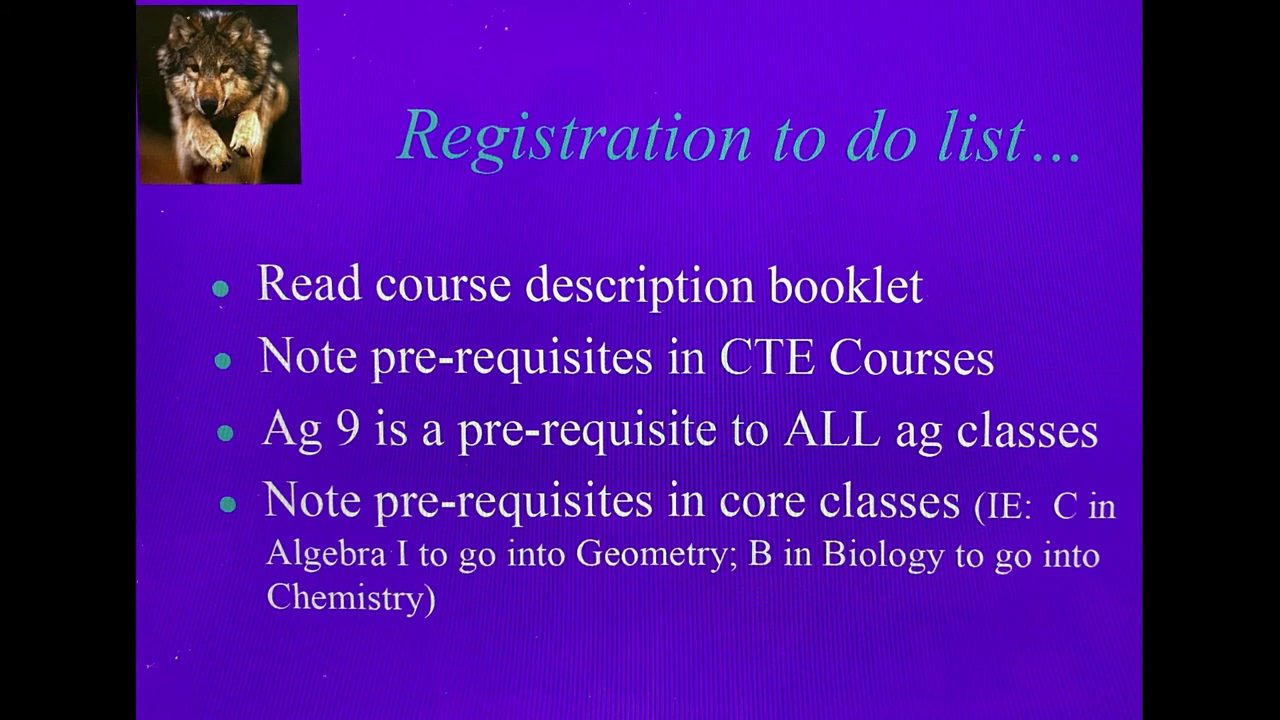 Registration to do list...
Read course description booklet
Note pre-requisites in CTE Courses
Ag 9 is a pre-requisite to ALL ag classes
Note pre-requisites in core classes (IE:  C in
Algebra I to go into Geometry; B in Biology to go into
Chemistry)